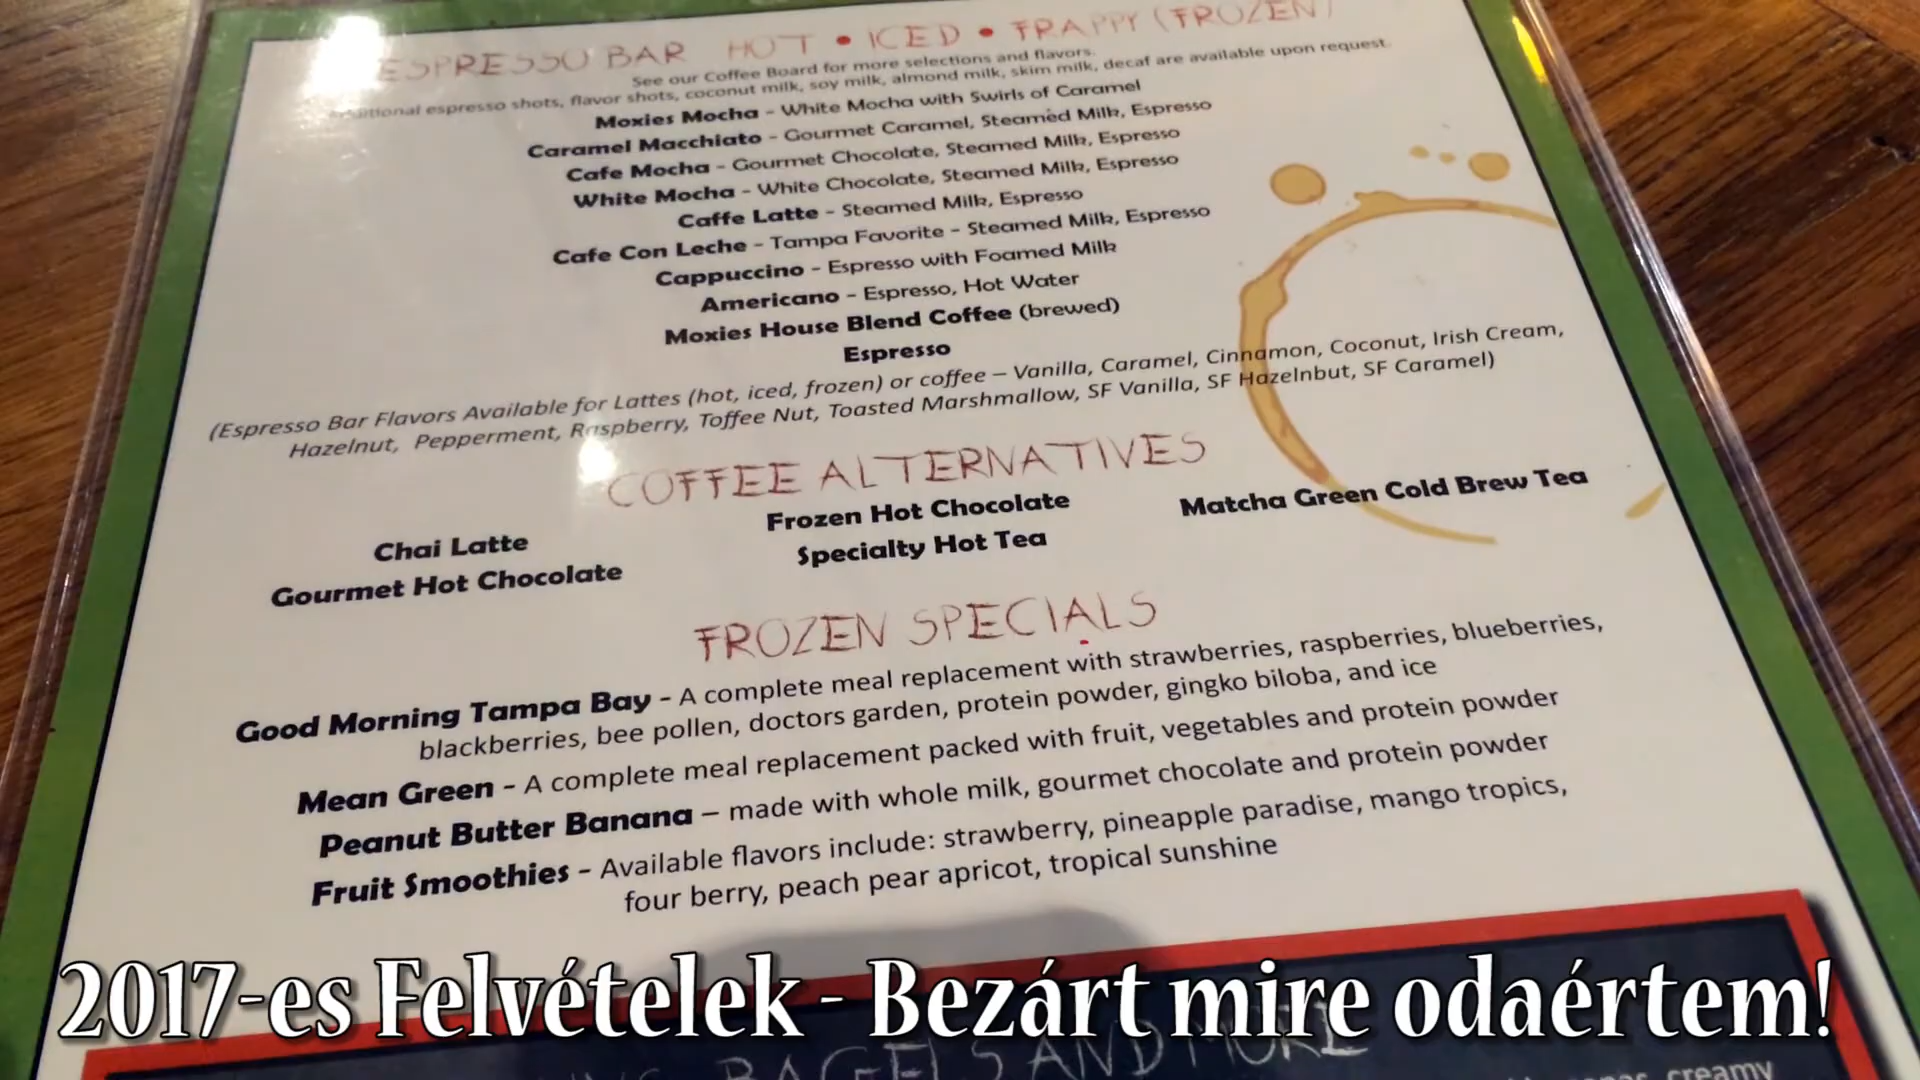 ESPRESSO BAR HOT • ICED • FRAPPY (FROZEN)
See our Coffee Board for more selections and flavors.
espresso shots, flavor shots, coconut milk, soy milk, almond milk, skim milk, decaf are available upon request.
Moxies Mocha - White Mocha with Swirls of Caramel
Caramel Macchiato - Gourmet Caramel, Steamed Milk, Espresso
Cafe Mocha - Gourmet Chocolate, Steamed Milk, Espresso
White Mocha - White Chocolate, Steamed Milk, Espresso
Caffe Latte - Steamed Milk, Espresso
Cafe Con Leche - Tampa Favorite - Steamed Milk, Espresso
Cappuccino - Espresso with Foamed Milk
Americano - Espresso, Hot Water
Moxies House Blend Coffee (brewed)
Espresso
(Espresso Bar Flavors Available for Lattes (hot, iced, frozen) or coffee – Vanilla, Caramel, Cinnamon, Coconut, Irish Cream,
Hazelnut, Pepperment, Raspberry, Toffee Nut, Toasted Marshmallow, SF Vanilla, SF Hazelnbut, SF Caramel)
COFFEE ALTERNATIVES
Chai Latte
Gourmet Hot Chocolate
Frozen Hot Chocolate
Specialty Hot Tea
Matcha Green Cold Brew Tea
FROZEN SPECIALS
Good Morning Tampa Bay - A complete meal replacement with strawberries, raspberries, blueberries,
blackberries, bee pollen, doctors garden, protein powder, gingko biloba, and ice
Mean Green - A complete meal replacement packed with fruit, vegetables and protein powder
Peanut Butter Banana – made with whole milk, gourmet chocolate and protein powder
Fruit Smoothies - Available flavors include: strawberry, pineapple paradise, mango tropics,
four berry, peach pear apricot, tropical sunshine
2017-es Felvételek - Bezárt mire odaértem!
BAGELS AND MORE
creamy